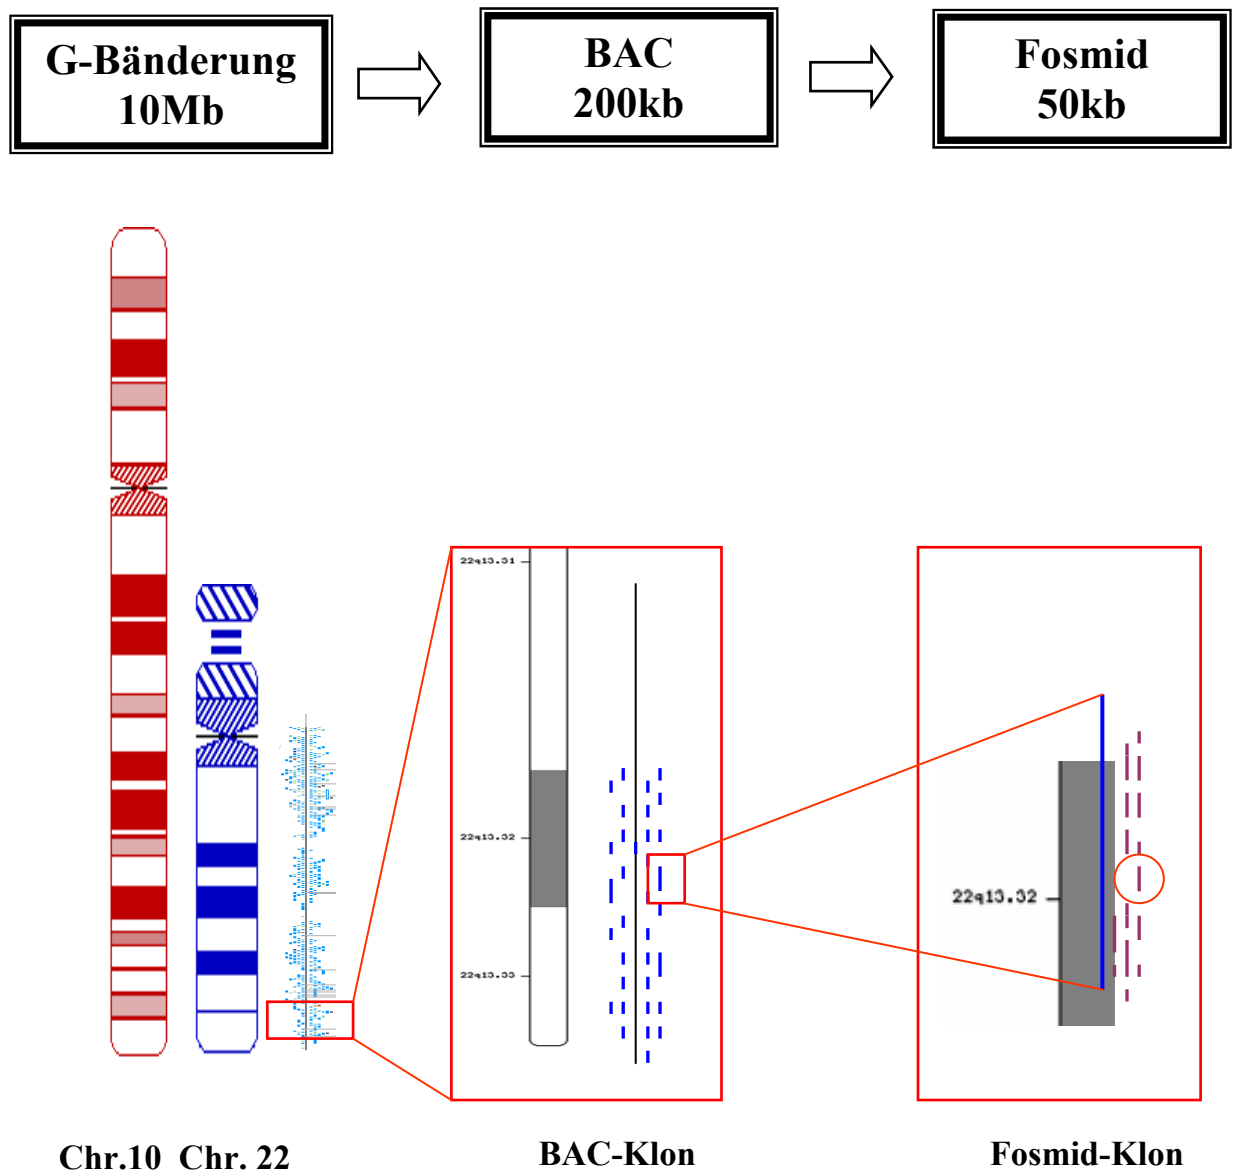 G-Bänderung
10Mb
BAC
200kb
Fosmid
50kb
22q13.31
22q13.32
22q13.33
22q13.32
Chr.10 Chr. 22
BAC-Klon
Fosmid-Klon